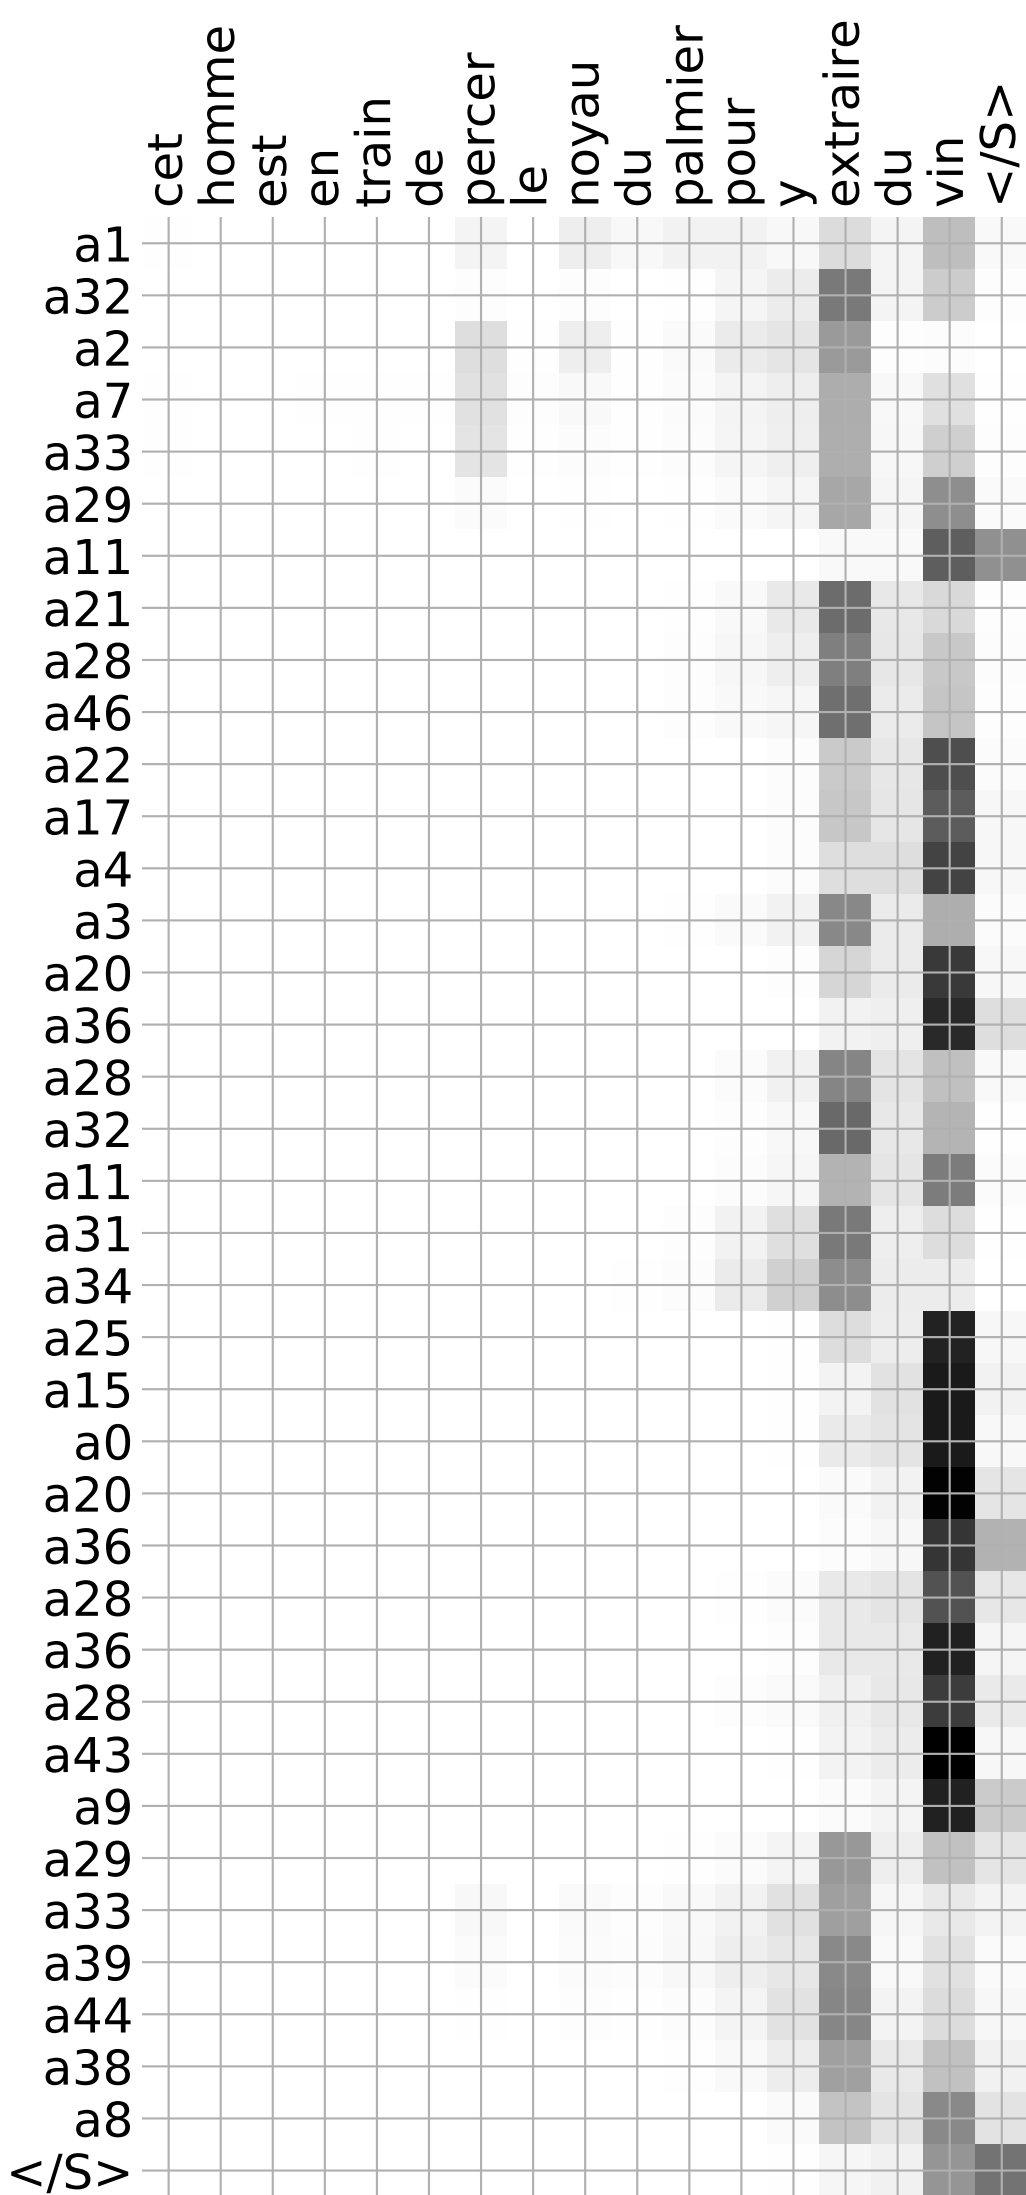 cet homme est en train de percer le noyau du palmier pour y extraire du vin </S>
a1
a32
a2
a7
a33
a29
a11
a21
a28
a46
a22
a17
a4
a3
a20
a36
a28
a32
a11
a31
a34
a25
a15
a0
a20
a36
a28
a36
a28
a43
a9
a29
a33
a39
a44
a38
a8
</S>